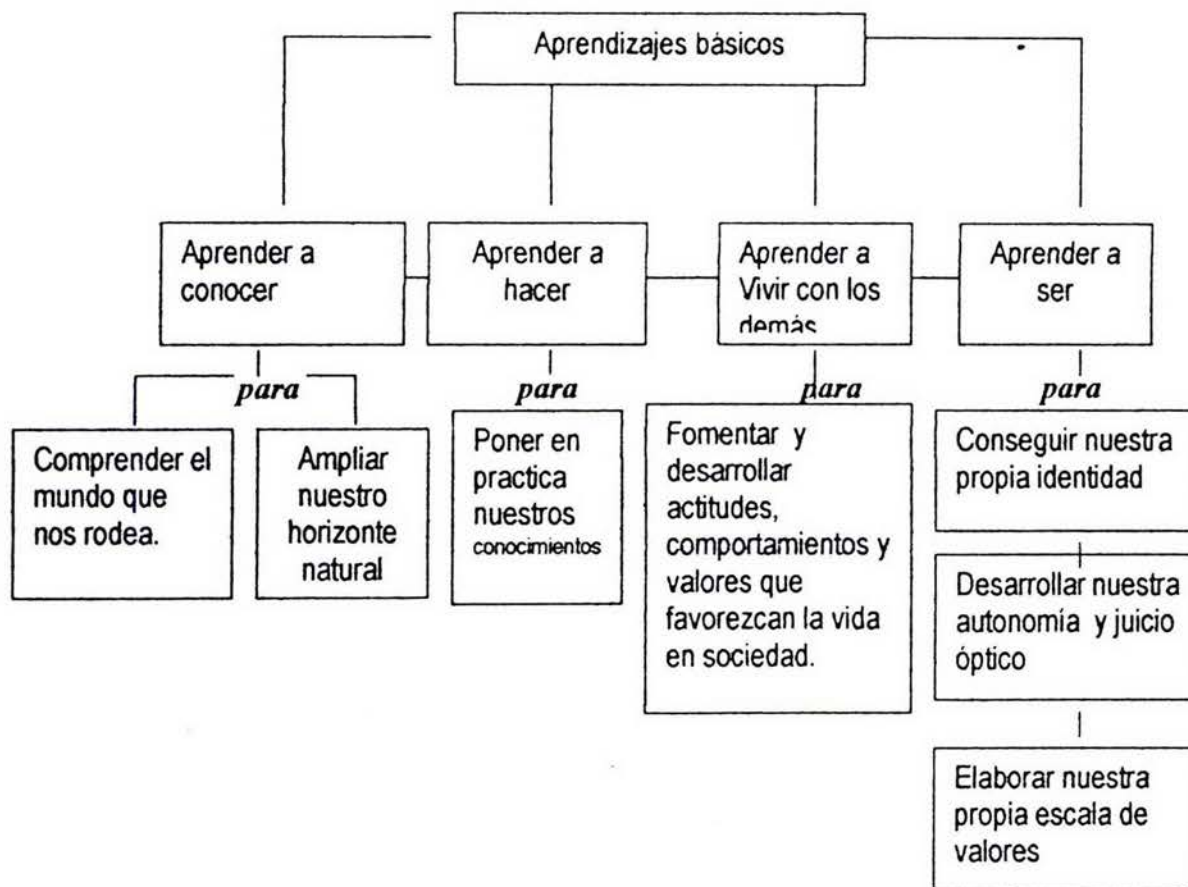 Aprendizajes básicos
Aprender a
conocer
Aprender a
hacer
Aprender a
Vivir con los
demás
Aprender a
ser
para
para
para
para
Comprender el
mundo que
nos rodea.
Ampliar
nuestro
horizonte
natural
Poner en
practica
nuestros
conocimientos
Fomentar y
desarrollar
actitudes,
comportamientos y
valores que
favorezcan la vida
en sociedad.
Conseguir nuestra
propia identidad
Desarrollar nuestra
autonomía y juicio
óptico
Elaborar nuestra
propia escala de
valores